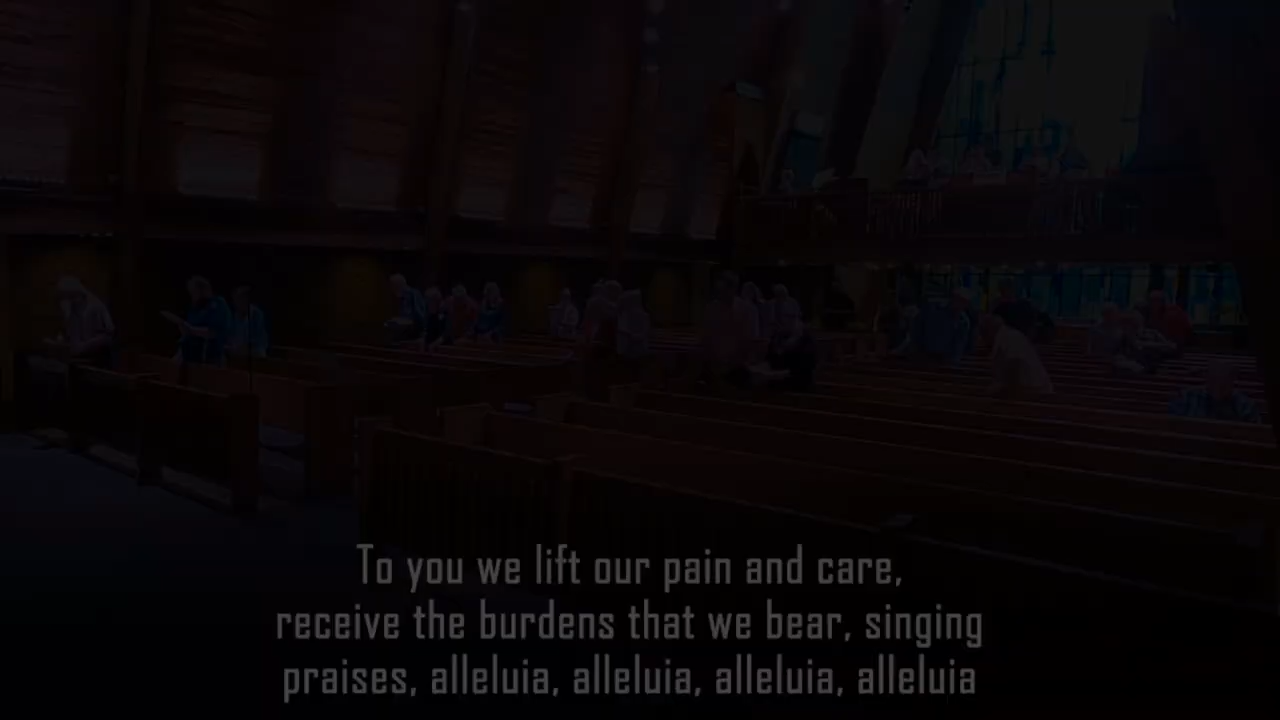 To you we lift our pain and care,
receive the burdens that we bear, singing
praises, alleluia, alleluia, alleluia, alleluia